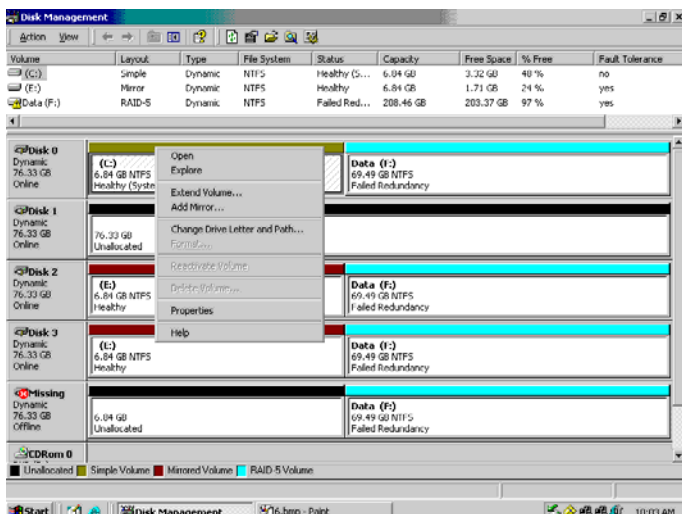 Disk Management
Action View
Volume Layout Type File System Status Capacity Free Space % Free Fault Tolerance
(C:) Simple Dynamic NTFS Healthy (S... 6.84 GB 3.32 GB 48 % no
(E:) Mirror Dynamic NTFS Healthy 6.84 GB 1.71 GB 24 % yes
Data (F:) RAID-5 Dynamic NTFS Failed Red... 208.46 GB 203.37 GB 97 % yes
Disk 0
Dynamic
76.33 GB
Online
(C:)
6.84 GB NTFS
Healthy (Syste
Data (F:)
69.49 GB NTFS
Failed Redundancy
Open
Explore
Extend Volume...
Add Mirror...
Change Drive Letter and Path...
Format...
Reactivate Volume
Delete Volume...
Properties
Help
Disk 1
Dynamic
76.33 GB
Online
76.33 GB
Unallocated
Disk 2
Dynamic
76.33 GB
Online
(E:)
6.84 GB NTFS
Healthy
Data (F:)
69.49 GB NTFS
Failed Redundancy
Disk 3
Dynamic
76.33 GB
Online
(E:)
6.84 GB NTFS
Healthy
Data (F:)
69.49 GB NTFS
Failed Redundancy
Missing
Dynamic
76.33 GB
Offline
6.84 GB
Unallocated
Data (F:)
69.49 GB NTFS
Failed Redundancy
CDRom 0
Unallocated Simple Volume Mirrored Volume RAID-5 Volume
Start Disk Management 16.bmp - Paint 10:03 AM